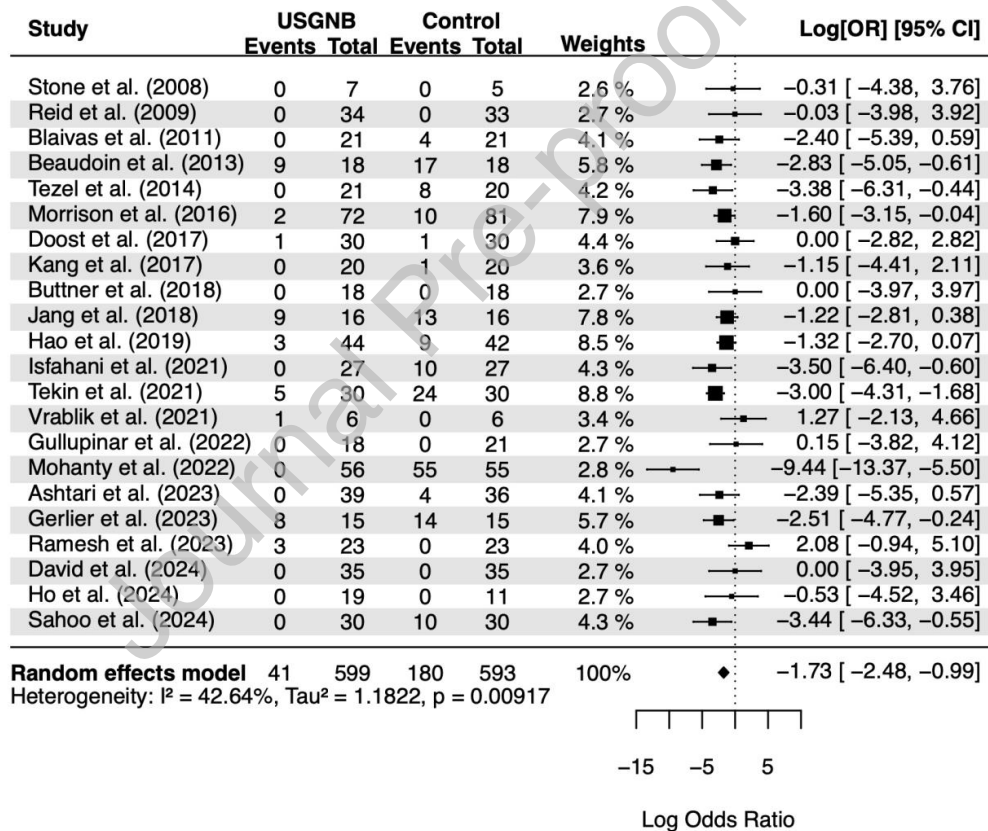 Study USGNB Control Log[OR] [95% CI]
Events Total Events Total Weights
Stone et al. (2008) 0 7 0 5 2.6 % −0.31 [ −4.38, 3.76]
Reid et al. (2009) 0 34 0 33 2.7 % −0.03 [ −3.98, 3.92]
Blaivas et al. (2011) 0 21 4 21 4.1 % −2.40 [ −5.39, 0.59]
Beaudoin et al. (2013) 9 18 17 18 5.8 % −2.83 [ −5.05, −0.61]
Tezel et al. (2014) 0 21 8 20 4.2 % −3.38 [ −6.31, −0.44]
Morrison et al. (2016) 2 72 10 81 7.9 % −1.60 [ −3.15, −0.04]
Doost et al. (2017) 1 30 1 30 4.4 % 0.00 [ −2.82, 2.82]
Kang et al. (2017) 0 20 1 20 3.6 % −1.15 [ −4.41, 2.11]
Buttner et al. (2018) 0 18 0 18 2.7 % 0.00 [ −3.97, 3.97]
Jang et al. (2018) 9 16 13 16 7.8 % −1.22 [ −2.81, 0.38]
Hao et al. (2019) 3 44 9 42 8.5 % −1.32 [ −2.70, 0.07]
Isfahani et al. (2021) 0 27 10 27 4.3 % −3.50 [ −6.40, −0.60]
Tekin et al. (2021) 5 30 24 30 8.8 % −3.00 [ −4.31, −1.68]
Vrablik et al. (2021) 1 6 0 6 3.4 % 1.27 [ −2.13, 4.66]
Gullupinar et al. (2022) 0 18 0 21 2.7 % 0.15 [ −3.82, 4.12]
Mohanty et al. (2022) 0 56 55 55 2.8 % −9.44 [−13.37, −5.50]
Ashtari et al. (2023) 0 39 4 36 4.1 % −2.39 [ −5.35, 0.57]
Gerlier et al. (2023) 8 15 14 15 5.7 % −2.51 [ −4.77, −0.24]
Ramesh et al. (2023) 3 23 0 23 4.0 % 2.08 [ −0.94, 5.10]
David et al. (2024) 0 35 0 35 2.7 % 0.00 [ −3.95, 3.95]
Ho et al. (2024) 0 19 0 11 2.7 % −0.53 [ −4.52, 3.46]
Sahoo et al. (2024) 0 30 10 30 4.3 % −3.44 [ −6.33, −0.55]
Random effects model 41 599 180 593 100% −1.73 [ −2.48, −0.99]
Heterogeneity: I² = 42.64%, Tau² = 1.1822, p = 0.00917
−15 −5 5
Log Odds Ratio
Journal Pre-proo